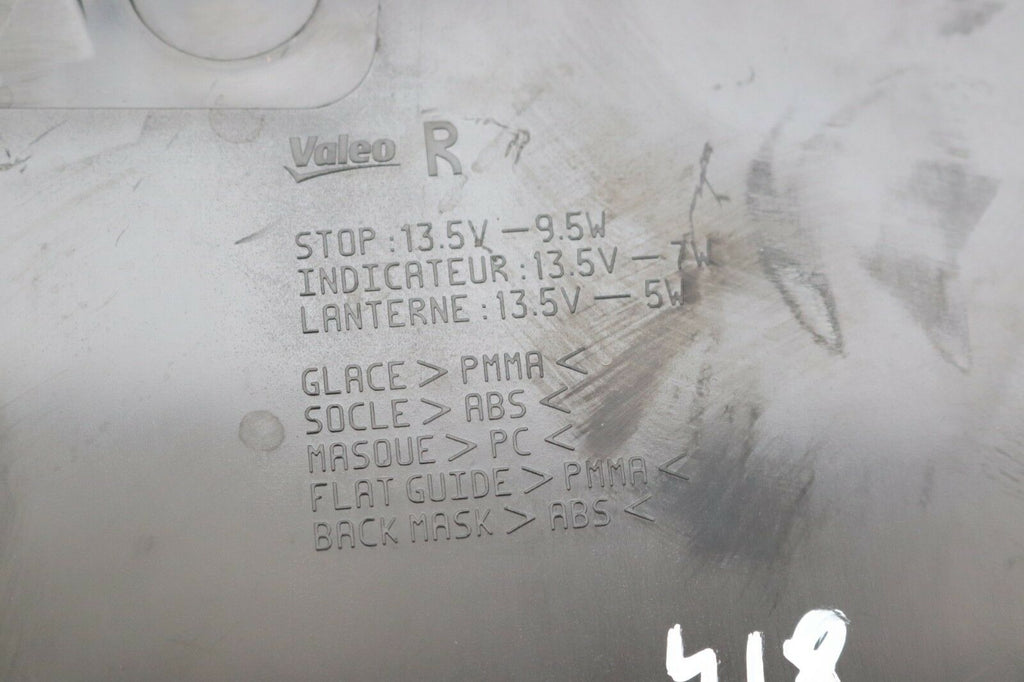 Valeo R
STOP : 13.5V — 9.5W
INDICATEUR : 13.5V — 7W
LANTERNE : 13.5V — 5W
GLACE > PMMA <
SOCLE > ABS <
MASQUE > PC <
FLAT GUIDE > PMMA <
BACK MASK > ABS <